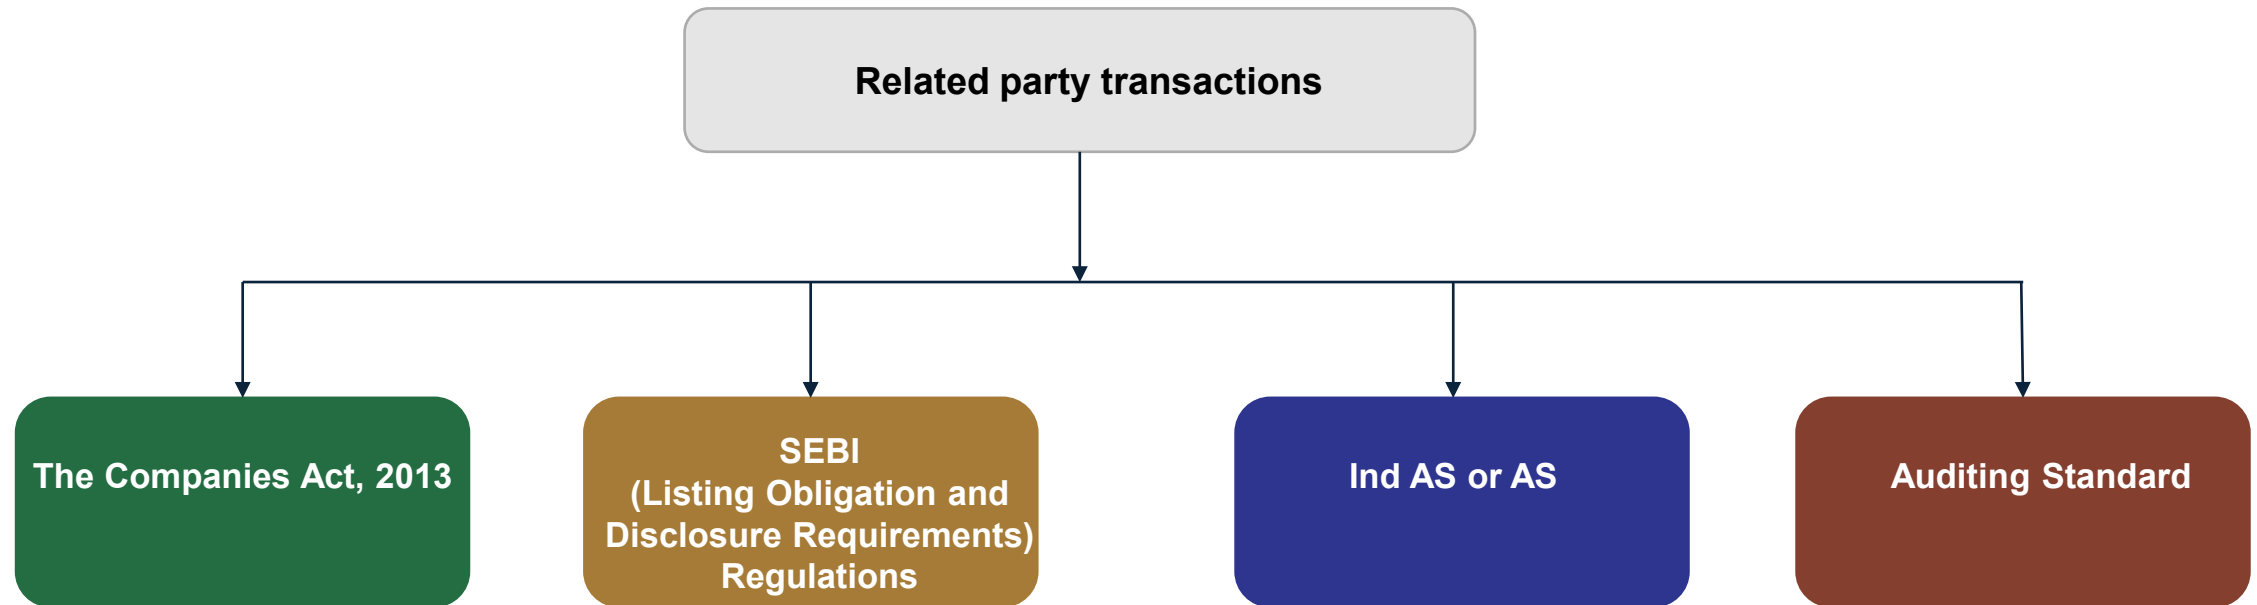 Related party transactions
The Companies Act, 2013
SEBI
(Listing Obligation and
Disclosure Requirements)
Regulations
Ind AS or AS
Auditing Standard